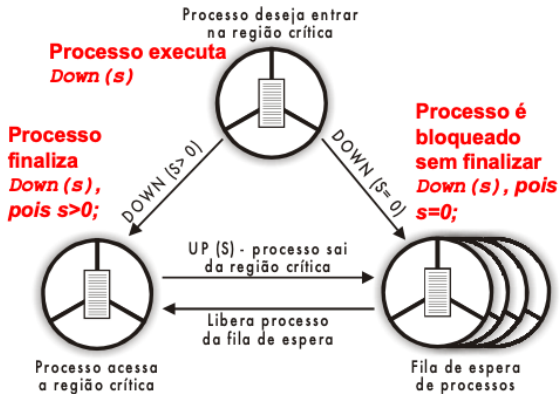 Processo deseja entrar
na região crítica
Processo executa
Down(s)
Processo
finaliza
Down(s),
pois s>0;
Processo é
bloqueado
sem finalizar
Down(s), pois
s=0;
DOWN (S> 0)
DOWN (S= 0)
UP (S) - processo sai
da região crítica
Libera processo
da fila de espera
Processo acessa
a região crítica
Fila de espera
de processos